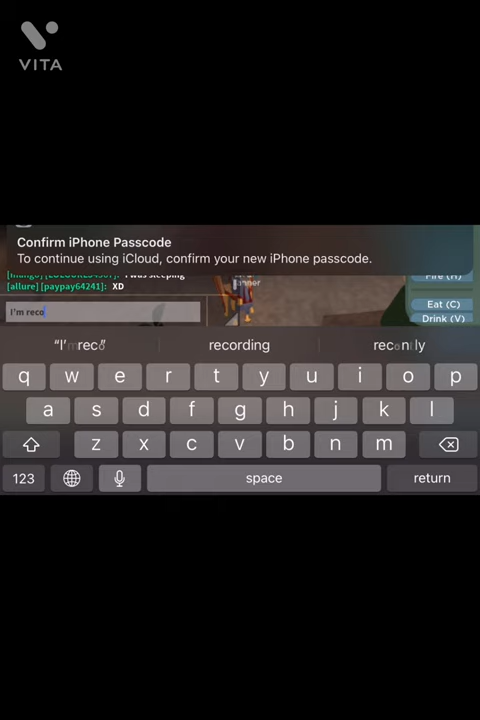 VITA
Confirm iPhone Passcode
To continue using iCloud, confirm your new iPhone passcode.
I was sleeping
[allure] [paypay64241]: XD
Eat (C)
Drink (V)
I'm reco
recording
recently
q w e r t y u i o p
a s d f g h j k l
z x c v b n m
123 space return